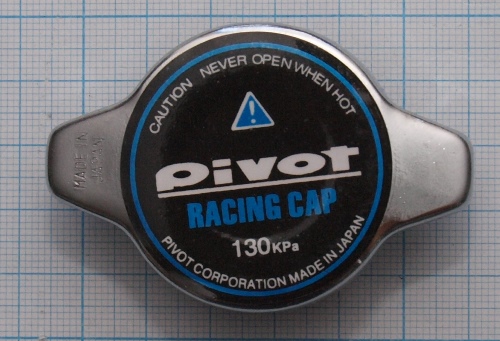 CAUTION NEVER OPEN WHEN HOT
pivot
RACING CAP
130KPa
PIVOT CORPORATION MADE IN JAPAN
MADE IN
JAPAN